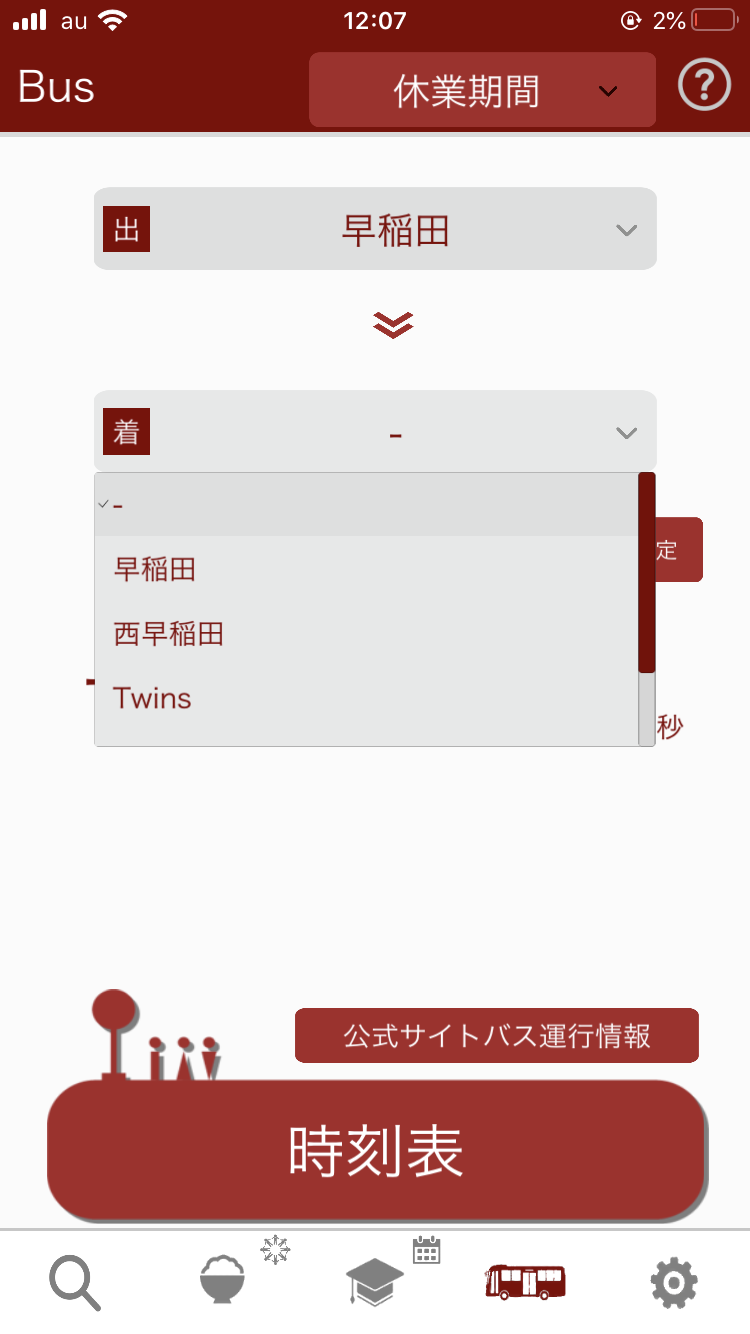 au 12:07 2%
Bus 休業期間 ?
出 早稲田
着 -
-
早稲田
定
西早稲田
Twins
秒
公式サイトバス運行情報
時刻表